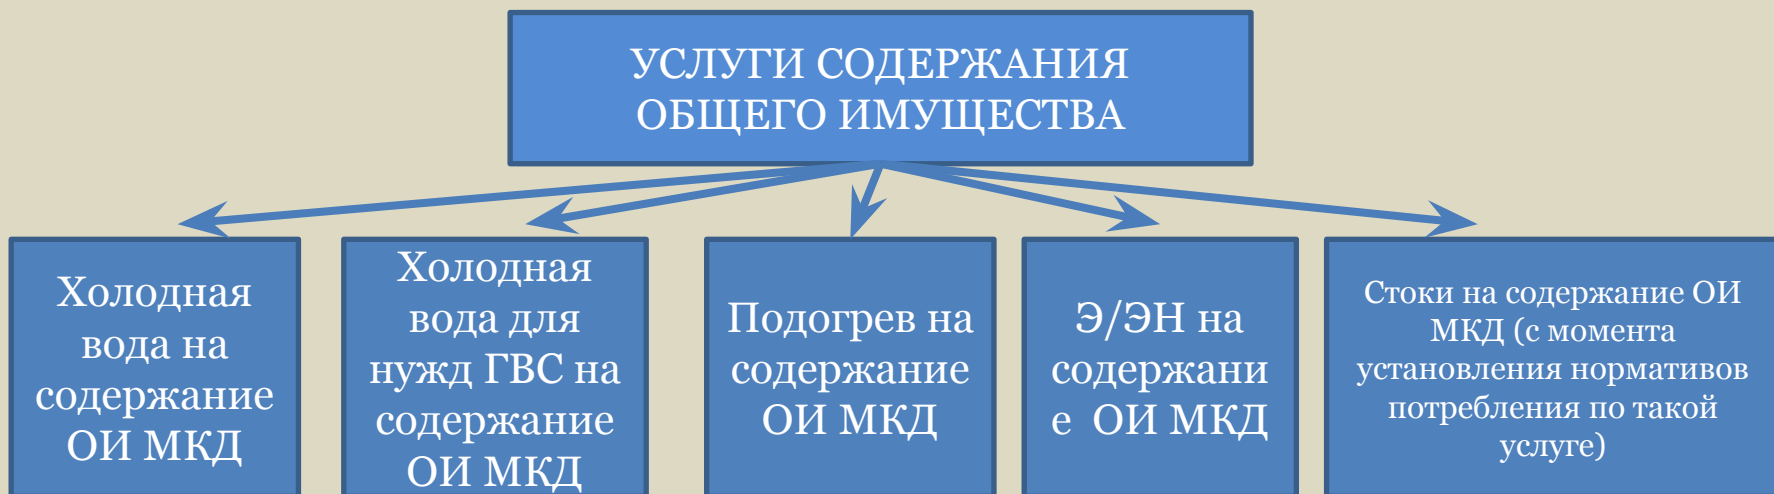 УСЛУГИ СОДЕРЖАНИЯ
ОБЩЕГО ИМУЩЕСТВА
Холодная
вода на
содержание
ОИ МКД
Холодная
вода для
нужд ГВС на
содержание
ОИ МКД
Подогрев на
содержание
ОИ МКД
Э/ЭН на
содержани
е ОИ МКД
Стоки на содержание ОИ
МКД (с момента
установления нормативов
потребления по такой
услуге)